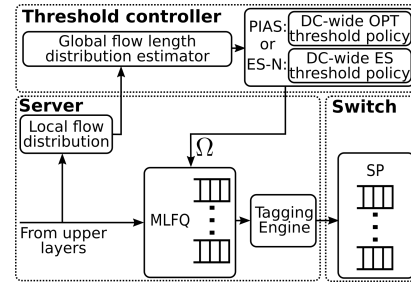 Threshold controller
Global flow length
distribution estimator
PIAS:
or
ES-N:
DC-wide OPT
threshold policy
DC-wide ES
threshold policy
Server
Switch
Local flow
distribution
Ω
MLFQ
Tagging
Engine
SP
From upper
layers